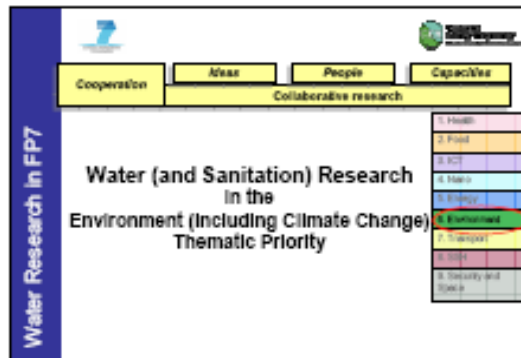 Ideas
People
Capacities
Cooperation
Collaborative research
Water Research in FP7
Water (and Sanitation) Research
in the
Environment (including Climate Change)
Thematic Priority
1. Health
2. Food
3. ICT
4. Nano
5. Energy
6. Environment
7. Transport
8. SSH
9. Security and
Space